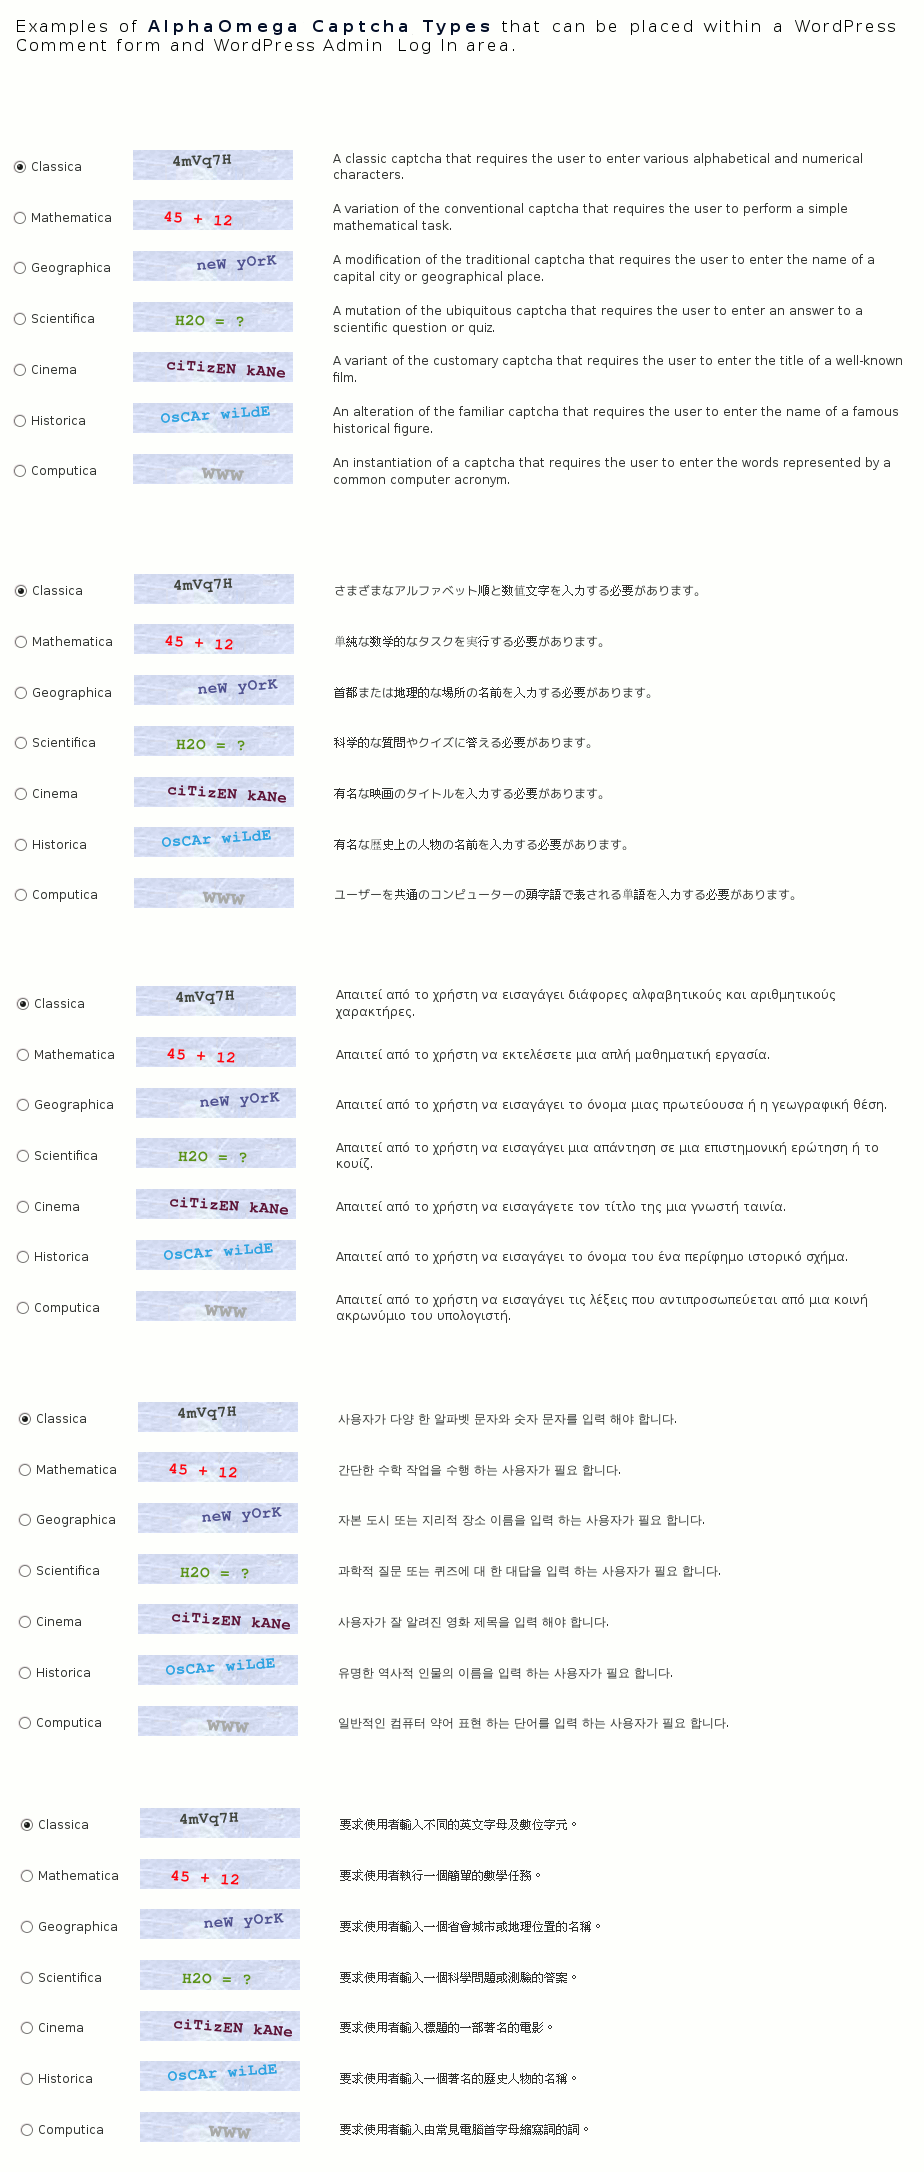 Examples of AlphaOmega Captcha Types that can be placed within a WordPress
Comment form and WordPress Admin Log In area.
Classica 4mVq7H A classic captcha that requires the user to enter various alphabetical and numerical
characters.
Mathematica 45 + 12 A variation of the conventional captcha that requires the user to perform a simple
mathematical task.
Geographica neW yOrK A modification of the traditional captcha that requires the user to enter the name of a
capital city or geographical place.
Scientifica H2O = ? A mutation of the ubiquitous captcha that requires the user to enter an answer to a
scientific question or quiz.
Cinema ciTizEN kANe A variant of the customary captcha that requires the user to enter the title of a well-known
film.
Historica OsCAr wiLdE An alteration of the familiar captcha that requires the user to enter the name of a famous
historical figure.
Computica WWW An instantiation of a captcha that requires the user to enter the words represented by a
common computer acronym.
Classica 4mVq7H さまざまなアルファベット順と数値文字を入力する必要があります。
Mathematica 45 + 12 単純な数学的なタスクを実行する必要があります。
Geographica neW yOrK 首都または地理的な場所の名前を入力する必要があります。
Scientifica H2O = ? 科学的な質問やクイズに答える必要があります。
Cinema ciTizEN kANe 有名な映画のタイトルを入力する必要があります。
Historica OsCAr wiLdE 有名な歴史上の人物の名前を入力する必要があります。
Computica WWW ユーザーを共通のコンピューターの頭字語で表される単語を入力する必要があります。
Classica 4mVq7H Απαιτεί από το χρήστη να εισαγάγει διάφορες αλφαβητικούς και αριθμητικούς
χαρακτήρες.
Mathematica 45 + 12 Απαιτεί από το χρήστη να εκτελέσετε μια απλή μαθηματική εργασία.
Geographica neW yOrK Απαιτεί από το χρήστη να εισαγάγει το όνομα μιας πρωτεύουσα ή η γεωγραφική θέση.
Scientifica H2O = ? Απαιτεί από το χρήστη να εισαγάγει μια απάντηση σε μια επιστημονική ερώτηση ή το
κουίζ.
Cinema ciTizEN kANe Απαιτεί από το χρήστη να εισαγάγετε τον τίτλο της μια γνωστή ταινία.
Historica OsCAr wiLdE Απαιτεί από το χρήστη να εισαγάγει το όνομα του ένα περίφημο ιστορικό σχήμα.
Computica WWW Απαιτεί από το χρήστη να εισαγάγει τις λέξεις που αντιπροσωπεύεται από μια κοινή
ακρωνύμιο του υπολογιστή.
Classica 4mVq7H 사용자가 다양 한 알파벳 문자와 숫자 문자를 입력 해야 합니다.
Mathematica 45 + 12 간단한 수학 작업을 수행 하는 사용자가 필요 합니다.
Geographica neW yOrK 자본 도시 또는 지리적 장소 이름을 입력 하는 사용자가 필요 합니다.
Scientifica H2O = ? 과학적 질문 또는 퀴즈에 대 한 대답을 입력 하는 사용자가 필요 합니다.
Cinema ciTizEN kANe 사용자가 잘 알려진 영화 제목을 입력 해야 합니다.
Historica OsCAr wiLdE 유명한 역사적 인물의 이름을 입력 하는 사용자가 필요 합니다.
Computica WWW 일반적인 컴퓨터 약어 표현 하는 단어를 입력 하는 사용자가 필요 합니다.
Classica 4mVq7H 要求使用者輸入不同的英文字母及數位字元。
Mathematica 45 + 12 要求使用者執行一個簡單的數學任務。
Geographica neW yOrK 要求使用者輸入一個省會城市或地理位置的名稱。
Scientifica H2O = ? 要求使用者輸入一個科學問題或測驗的答案。
Cinema ciTizEN kANe 要求使用者輸入標題的一部著名的電影。
Historica OsCAr wiLdE 要求使用者輸入一個著名的歷史人物的名稱。
Computica WWW 要求使用者輸入由常見電腦首字母縮寫詞的詞。